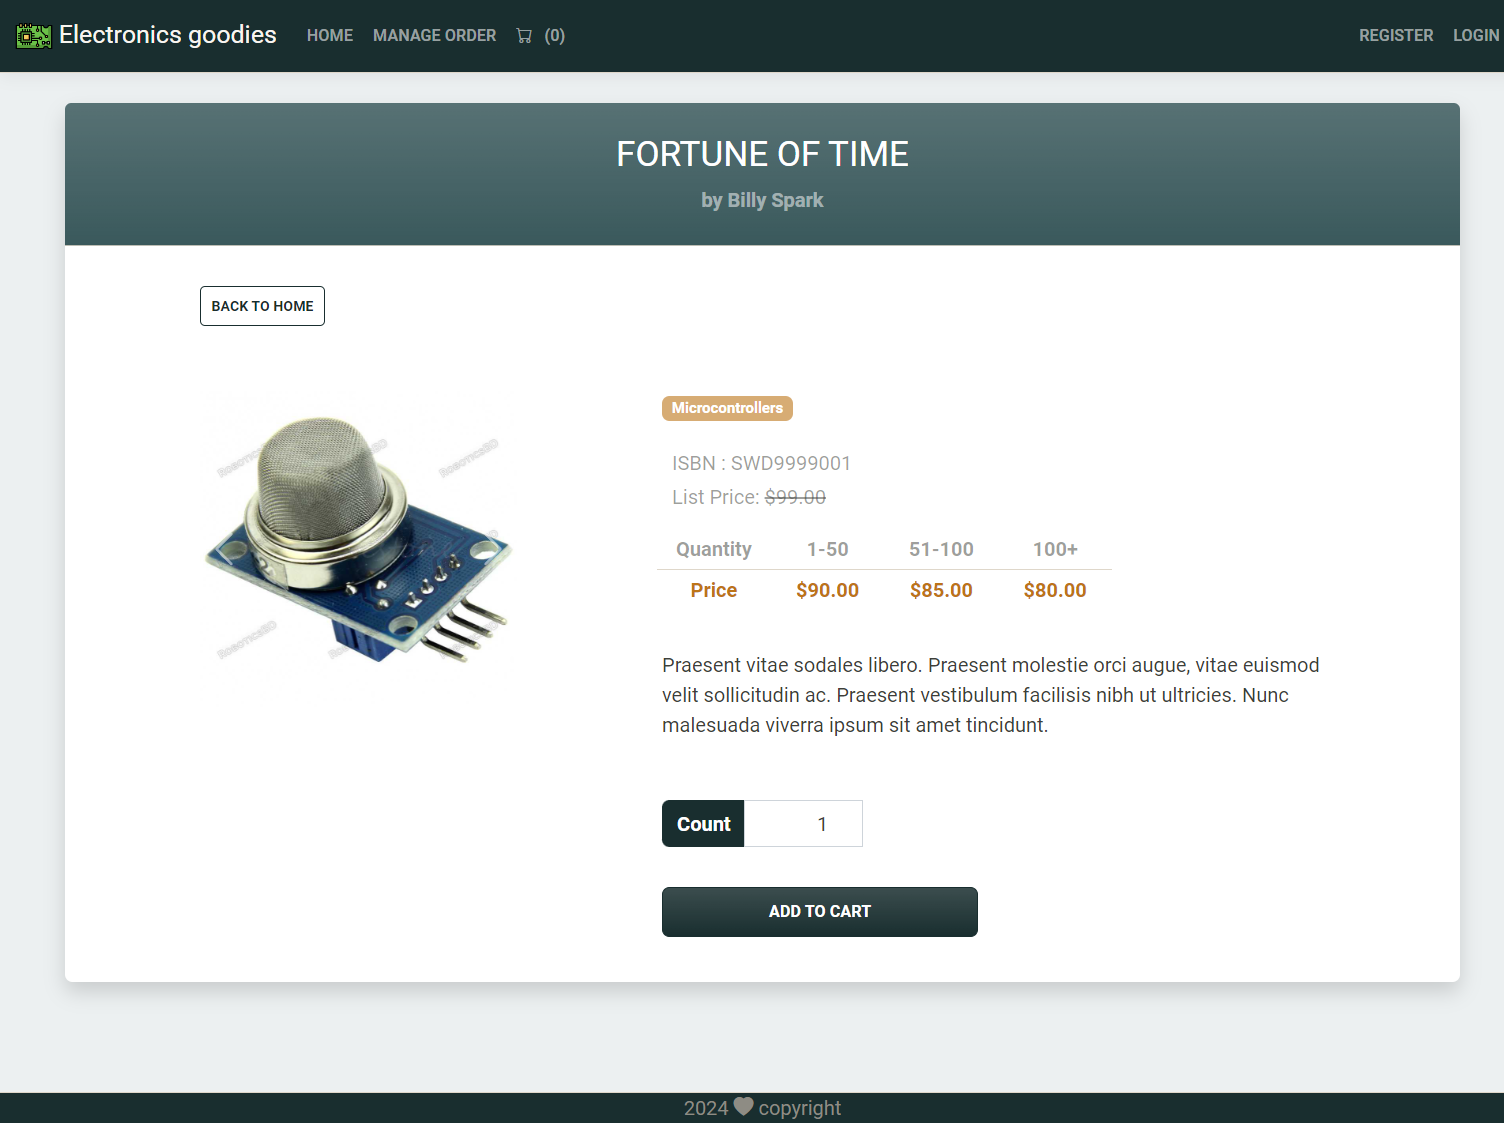 Electronics goodies HOME MANAGE ORDER (0) REGISTER LOGIN
FORTUNE OF TIME
by Billy Spark
BACK TO HOME
Microcontrollers
RoboticsBD
RoboticsBD
ISBN : SWD9999001
List Price: $99.00
Quantity 1-50 51-100 100+
Price $90.00 $85.00 $80.00
RoboticsBD
Praesent vitae sodales libero. Praesent molestie orci augue, vitae euismod
velit sollicitudin ac. Praesent vestibulum facilisis nibh ut ultricies. Nunc
malesuada viverra ipsum sit amet tincidunt.
Count 1
ADD TO CART
2024 copyright